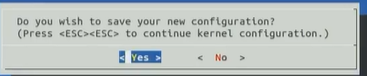 Do you wish to save your new configuration?
(Press <ESC><ESC> to continue kernel configuration.)
< Yes > < No >